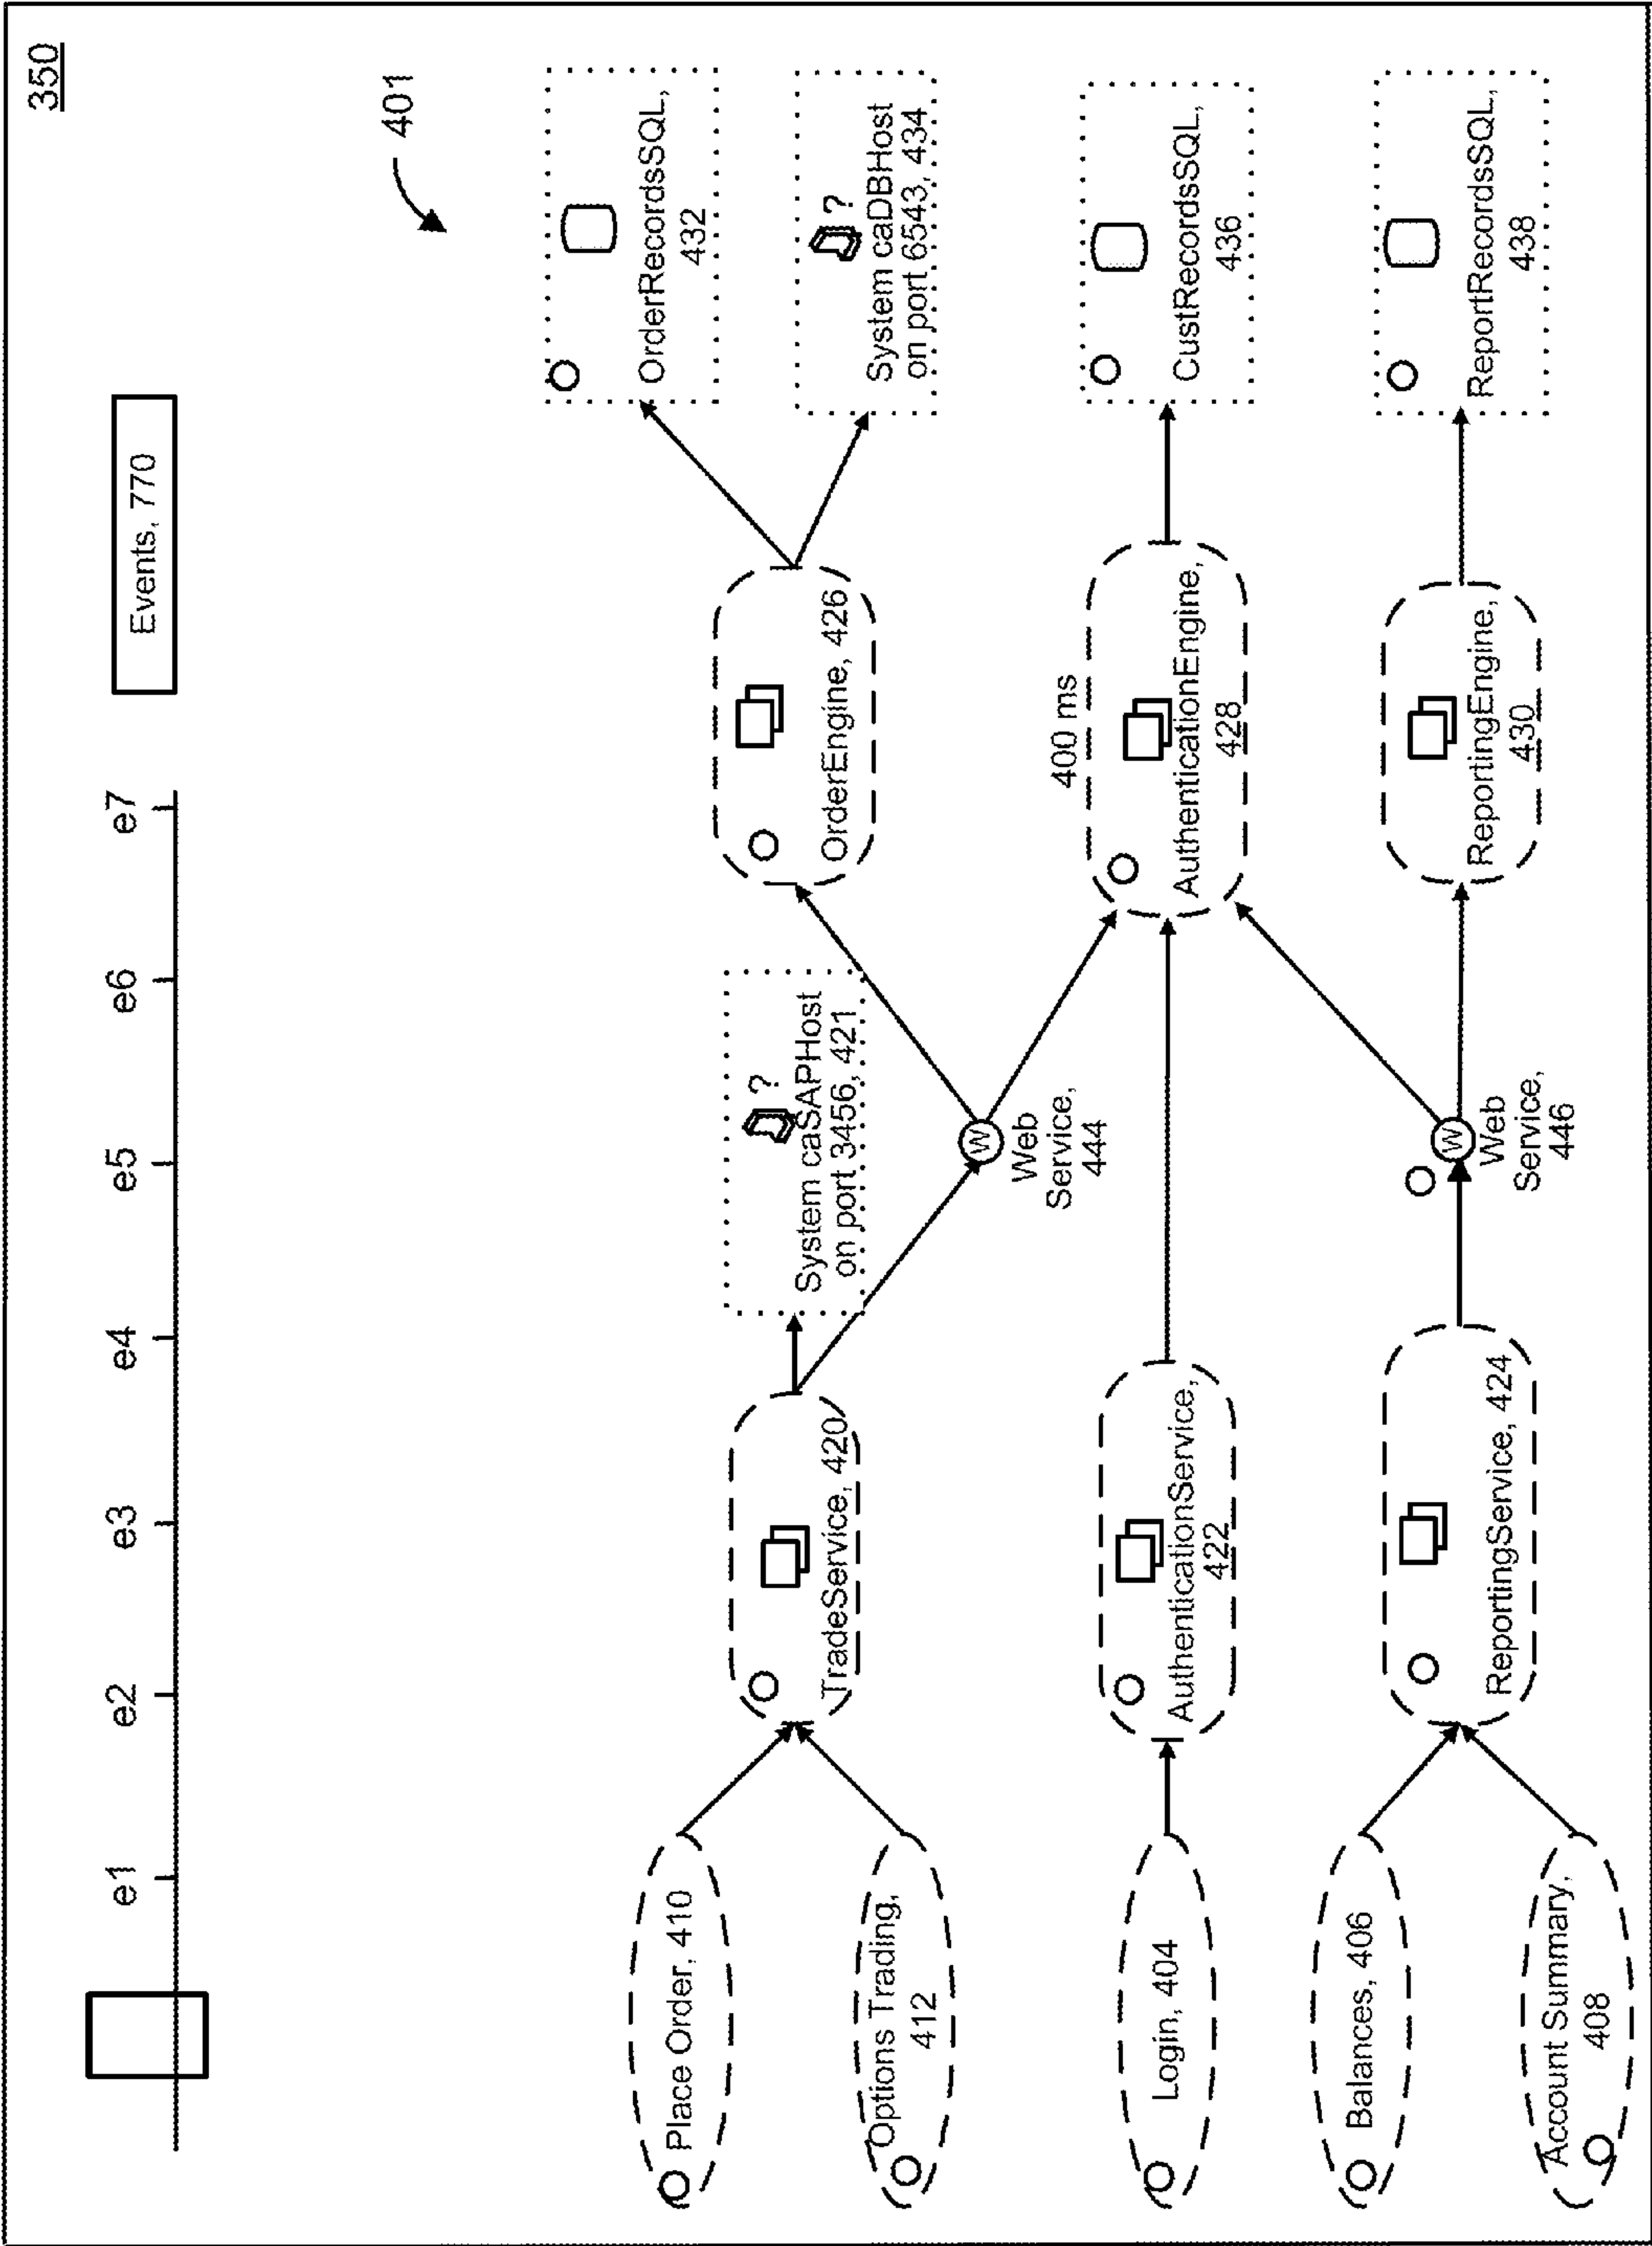 350
Events, 770
e1 e2 e3 e4 e5 e6 e7
401
Place Order, 410
Options Trading,
412
Login, 404
Balances, 406
Account Summary,
408
TradeService, 420
AuthenticationService,
422
ReportingService, 424
?
System caSAPHost
on port 3456, 421
W
Web
Service,
444
W
Web
Service,
446
OrderEngine, 426
400 ms
AuthenticationEngine,
428
ReportingEngine,
430
OrderRecordsSQL,
432
?
System caDBHost
on port 6543, 434
CustRecordsSQL,
436
ReportRecordsSQL,
438